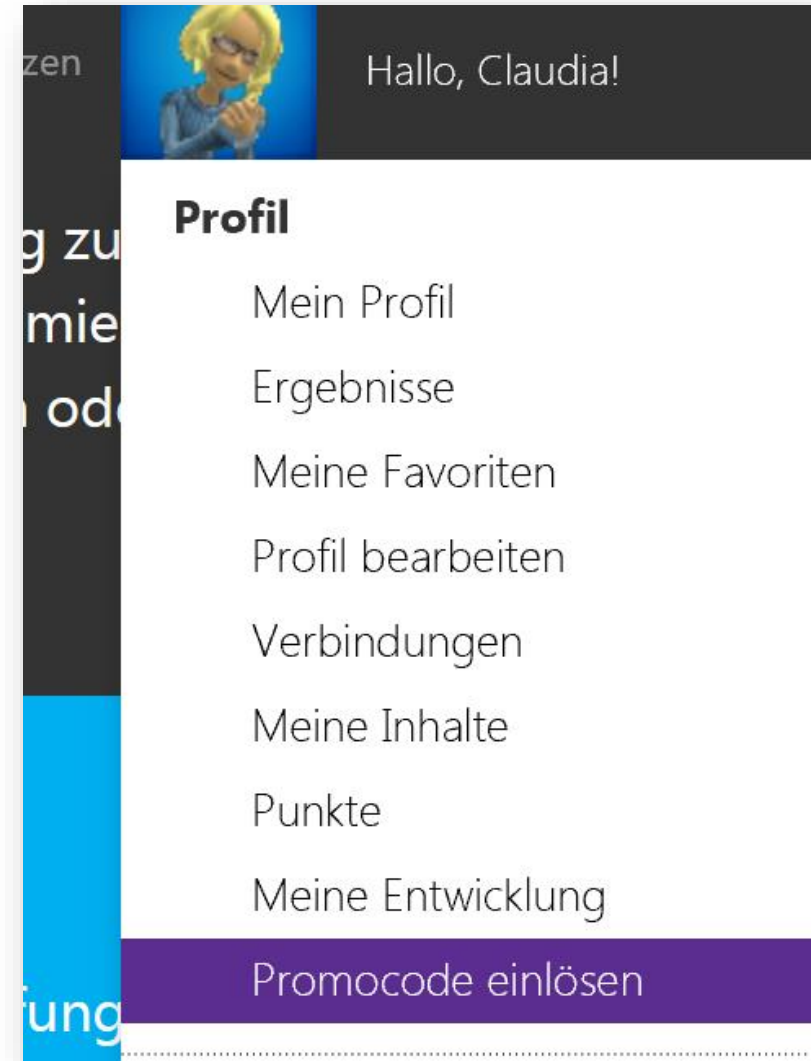 zen
Hallo, Claudia!
Profil
g zu
Mein Profil
mie
Ergebnisse
ode
Meine Favoriten
Profil bearbeiten
Verbindungen
Meine Inhalte
Punkte
Meine Entwicklung
Promocode einlösen
fung